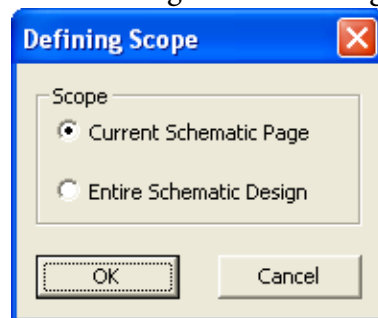 Defining Scope
Scope
Current Schematic Page
Entire Schematic Design
OK
Cancel